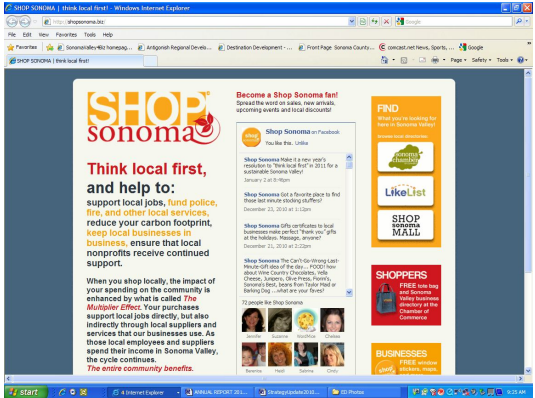 SHOP SONOMA | think local first! - Windows Internet Explorer
http://shopsonoma.biz/
Google
File Edit View Favorites Tools Help
Favorites
Antigonish Regional Develo...
Destination Development - ...
Front Page Sonoma County...
comcast.net News, Sports, ...
Google
SHOP SONOMA | think local first!
Page Safety Tools
SHOP
sonoma
Think local first,
and help to:
support local jobs, fund police,
fire, and other local services,
reduce your carbon footprint,
keep local businesses in
business, ensure that local
nonprofits receive continued
support.
When you shop locally, the impact of
your spending on the community is
enhanced by what is called The
Multiplier Effect. Your purchases
support local jobs directly, but also
indirectly through local suppliers and
services that our businesses use. As
those local employees and suppliers
spend their income in Sonoma Valley,
the cycle continues.
The entire community benefits.
Become a Shop Sonoma fan!
Spread the word on sales, new arrivals,
upcoming events and local discounts!
Shop Sonoma on Facebook
You like this. Unlike
Shop Sonoma Make it a new year's
resolution to "think local first" in 2011 for a
sustainable Sonoma Valley!
January 2 at 8:46pm
Shop Sonoma Got a favorite place to find
those last minute stocking stuffers?
December 23, 2010 at 1:12pm
Shop Sonoma Gifts certificates to local
businesses make perfect "thank you" gifts
at the holidays. Massage, anyone?
December 21, 2010 at 2:22pm
Shop Sonoma The Can't-Go-Wrong Last-
Minute-Gift idea of the day... FOOD! how
about Wine Country Chocolates, Vella
Cheese, Junipero, Olive Press, Fiorini's,
Sonoma's Best, beans from Taylor Mad or
Barking Dog ...what are your faves?
72 people like Shop Sonoma
Jennifer Suzanne Chelsea
Berenice Heidi Sabina Cindy
FIND
What you're looking for
here in Sonoma Valley!
browse local directories:
sonoma
chamber
LikeList
SHOP
SONOMA
MALL
SHOPPERS
FREE tote bag
and Sonoma
Valley business
directory at the
Chamber of
Commerce
BUSINESSES
FREE window
stickers, maps,
start
4 Internet Explorer
ANNUAL REPORT 201...
StrategyUpdate2010...
ED Photos
9:25 AM